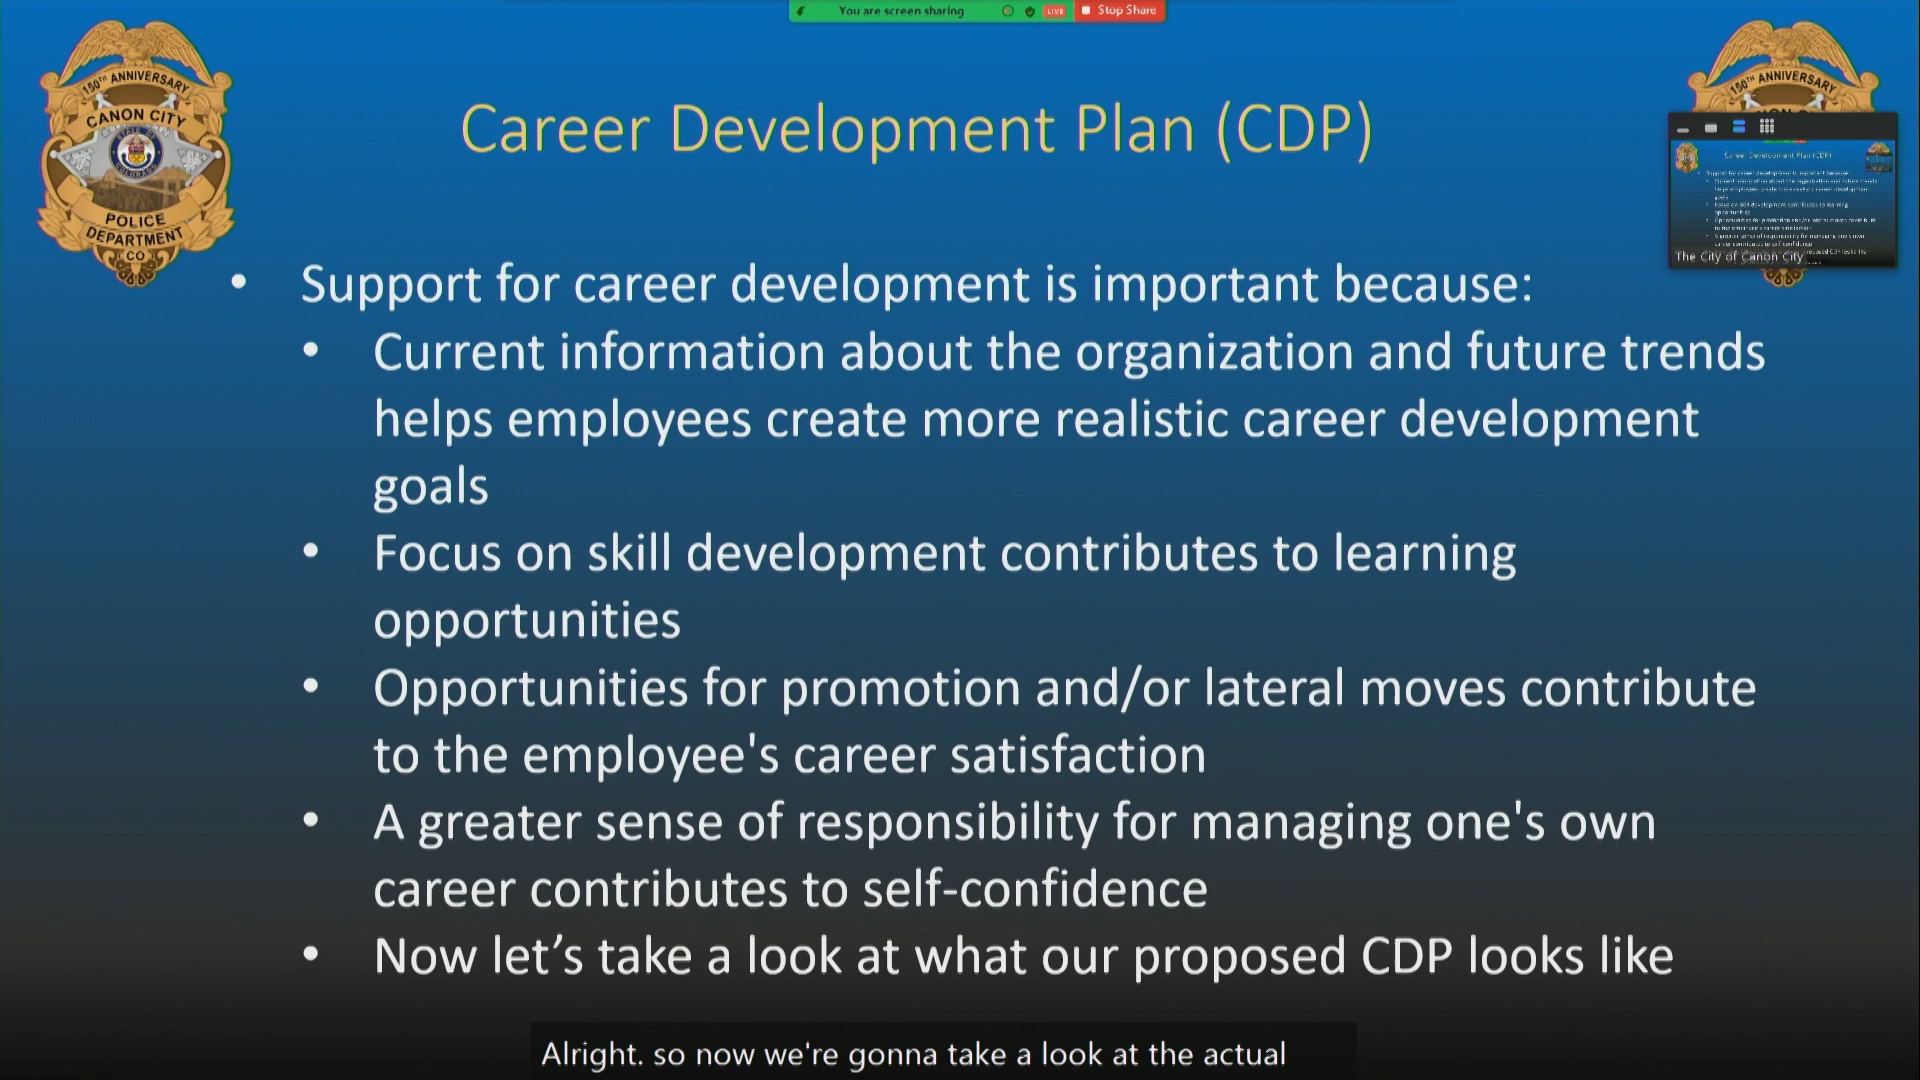 You are screen sharing LIVE Stop Share
150TH ANNIVERSARY
CANON CITY
POLICE
DEPARTMENT
CO
150TH ANNIVERSARY
Career Development Plan (CDP)
Career Development Plan (CDP)
The City of Canon City
• Support for career development is important because:
• Current information about the organization and future trends
helps employees create more realistic career development
goals
• Focus on skill development contributes to learning
opportunities
• Opportunities for promotion and/or lateral moves contribute
to the employee's career satisfaction
• A greater sense of responsibility for managing one's own
career contributes to self-confidence
• Now let’s take a look at what our proposed CDP looks like
Alright. so now we're gonna take a look at the actual